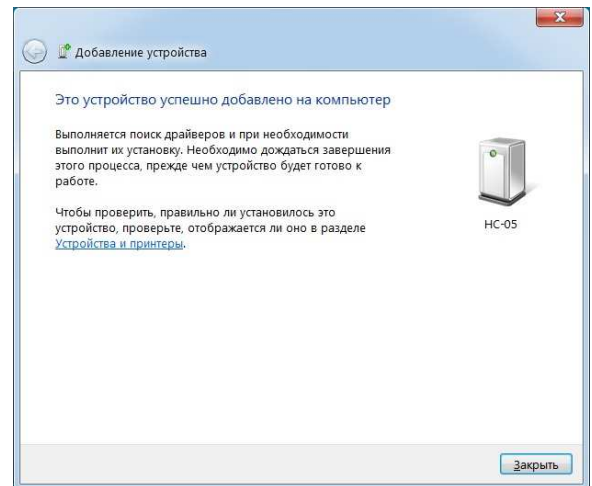 Добавление устройства
Это устройство успешно добавлено на компьютер
Выполняется поиск драйверов и при необходимости
выполнит их установку. Необходимо дождаться завершения
этого процесса, прежде чем устройство будет готово к
работе.
Чтобы проверить, правильно ли установилось это
устройство, проверьте, отображается ли оно в разделе
Устройства и принтеры.
HC-05
Закрыть